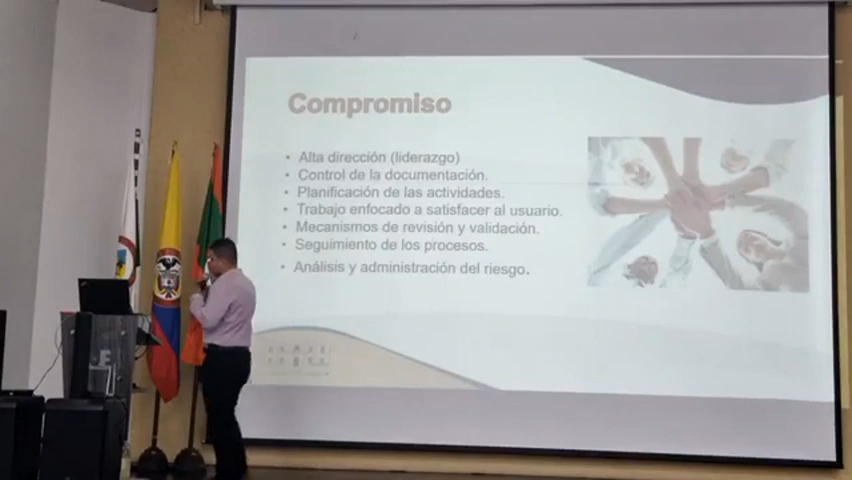 Compromiso
• Alta dirección (liderazgo)
• Control de la documentación.
• Planificación de las actividades.
• Trabajo enfocado a satisfacer al usuario.
• Mecanismos de revisión y validación.
• Seguimiento de los procesos.
• Análisis y administración del riesgo.